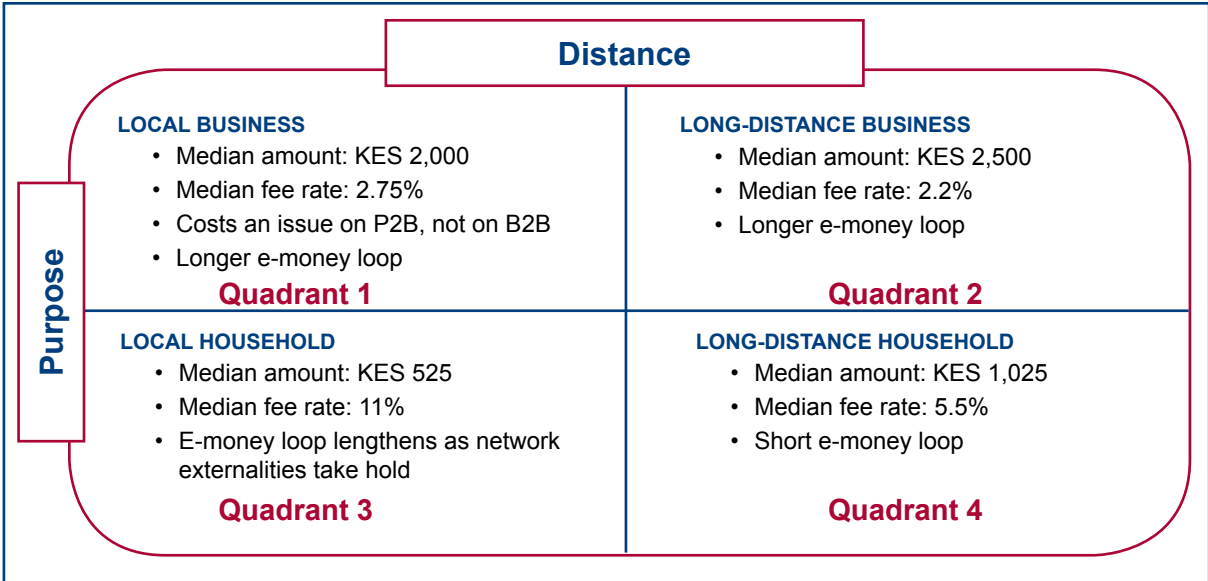 Distance
Purpose
LOCAL BUSINESS
• Median amount: KES 2,000
• Median fee rate: 2.75%
• Costs an issue on P2B, not on B2B
• Longer e-money loop
Quadrant 1
LONG-DISTANCE BUSINESS
• Median amount: KES 2,500
• Median fee rate: 2.2%
• Longer e-money loop
Quadrant 2
LOCAL HOUSEHOLD
• Median amount: KES 525
• Median fee rate: 11%
• E-money loop lengthens as network
externalities take hold
Quadrant 3
LONG-DISTANCE HOUSEHOLD
• Median amount: KES 1,025
• Median fee rate: 5.5%
• Short e-money loop
Quadrant 4